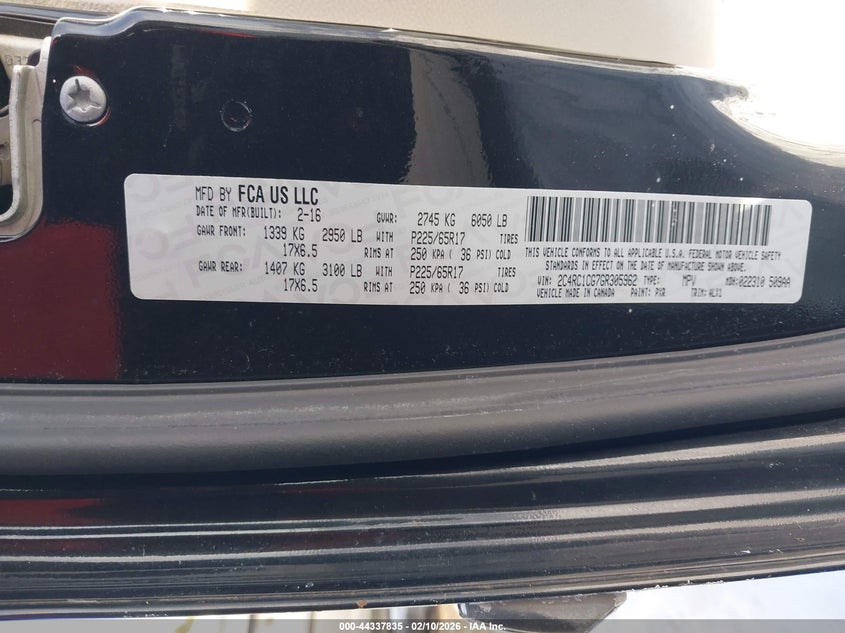 MFD BY FCA US LLC
DATE OF MFR(BUILT): 2-16 GVWR: 2745 KG 6050 LB
GAWR FRONT: 1339 KG 2950 LB WITH P225/65R17 TIRES
17X6.5 RIMS AT 250 KPA ( 36 PSI) COLD
GAWR REAR: 1407 KG 3100 LB WITH P225/65R17 TIRES
17X6.5 RIMS AT 250 KPA ( 36 PSI) COLD
THIS VEHICLE CONFORMS TO ALL APPLICABLE U.S.A. FEDERAL MOTOR VEHICLE SAFETY
STANDARDS IN EFFECT ON THE DATE OF MANUFACTURE SHOWN ABOVE.
VIN: 2C4RC1CG7GR305962 TYPE: MPV MDH: 022310 509AA
VEHICLE MADE IN CANADA PAINT: PXR TRIM: ALX1
000-44337835 - 02/10/2026 - IAA Inc.